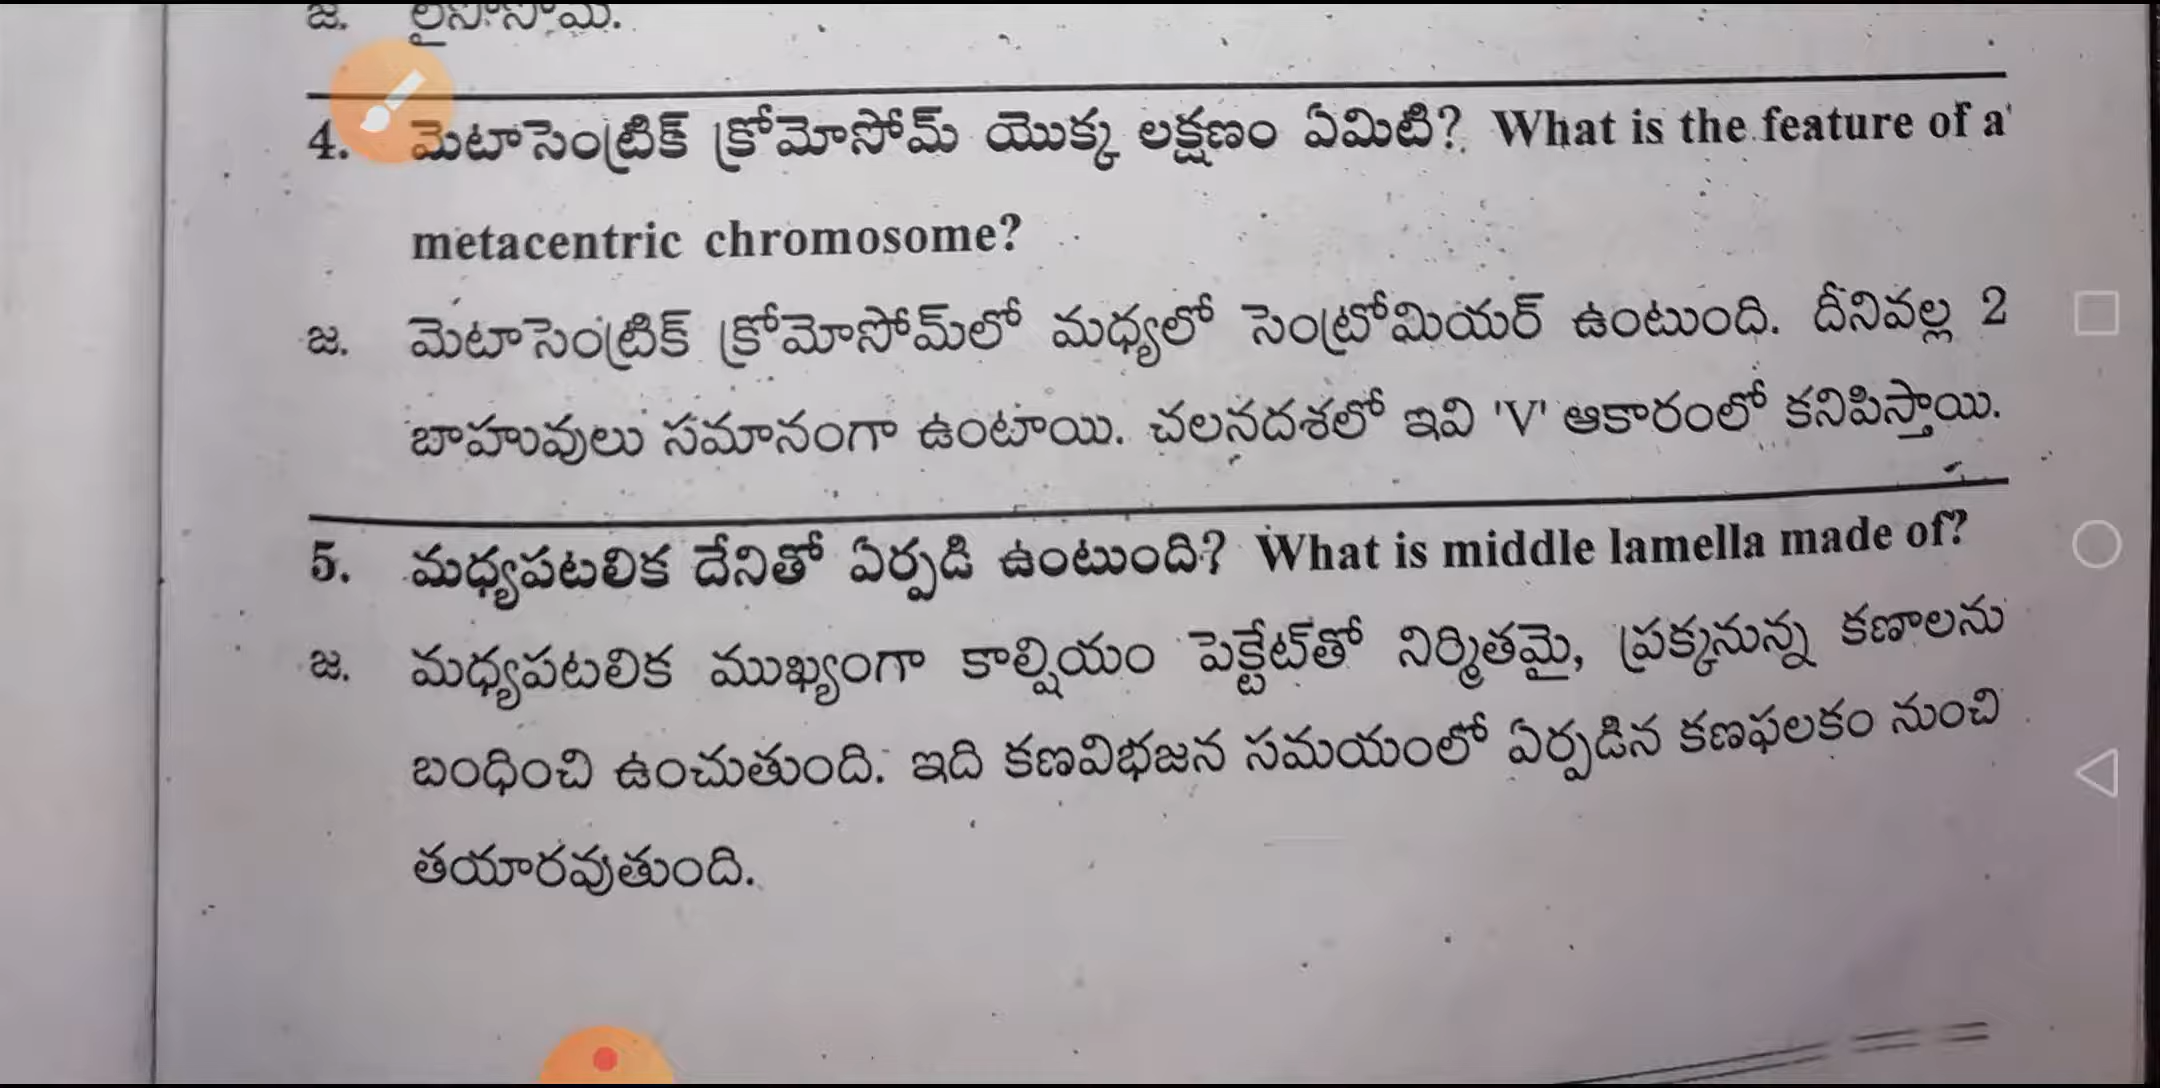 జ. లైసోసోమ్.
4. మెటాసెంట్రిక్ క్రోమోసోమ్ యొక్క లక్షణం ఏమిటి? What is the feature of a
metacentric chromosome?
జ. మెటాసెంట్రిక్ క్రోమోసోమ్‌లో మధ్యలో సెంట్రోమియర్ ఉంటుంది. దీనివల్ల 2
బాహువులు సమానంగా ఉంటాయి. చలనదశలో ఇవి 'V' ఆకారంలో కనిపిస్తాయి.
5. మధ్యపటలిక దేనితో ఏర్పడి ఉంటుంది? What is middle lamella made of?
జ. మధ్యపటలిక ముఖ్యంగా కాల్షియం పెక్టేట్‌తో నిర్మితమై, ప్రక్కనున్న కణాలను
బంధించి ఉంచుతుంది. ఇది కణవిభజన సమయంలో ఏర్పడిన కణఫలకం నుంచి
తయారవుతుంది.